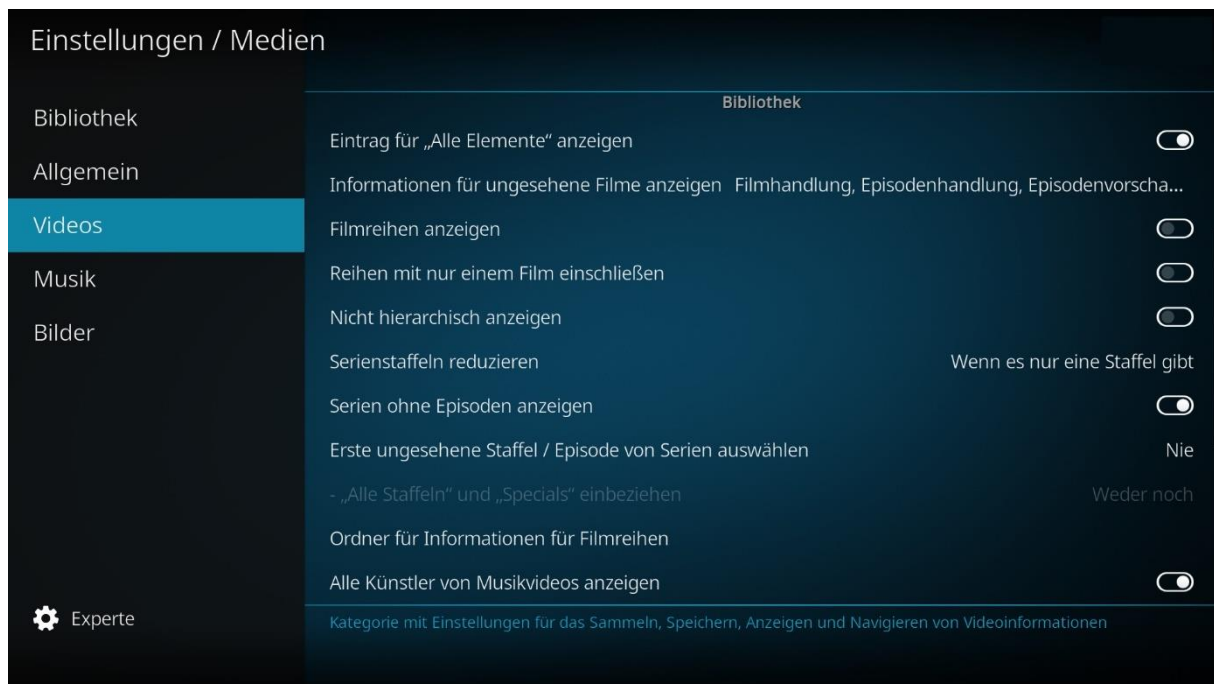 Einstellungen / Medien
Bibliothek
Allgemein
Videos
Musik
Bilder
Experte
Bibliothek
Eintrag für „Alle Elemente“ anzeigen
Informationen für ungesehene Filme anzeigen Filmhandlung, Episodenhandlung, Episodenvorscha...
Filmreihen anzeigen
Reihen mit nur einem Film einschließen
Nicht hierarchisch anzeigen
Serienstaffeln reduzieren Wenn es nur eine Staffel gibt
Serien ohne Episoden anzeigen
Erste ungesehene Staffel / Episode von Serien auswählen Nie
- „Alle Staffeln“ und „Specials“ einbeziehen Weder noch
Ordner für Informationen für Filmreihen
Alle Künstler von Musikvideos anzeigen
Kategorie mit Einstellungen für das Sammeln, Speichern, Anzeigen und Navigieren von Videoinformationen